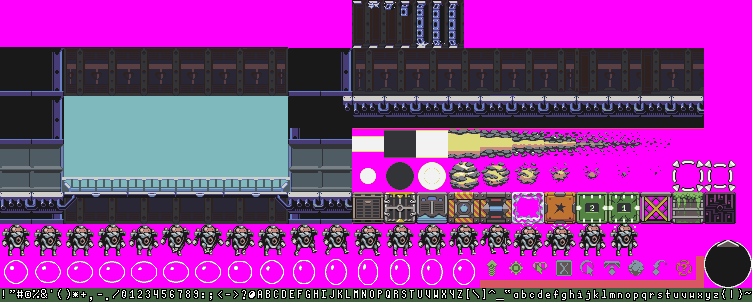 2 1
!"#@%&'()*+,-./0123456789:;<->?@ABCDEFGHIJKLMNOPQRSTUVWXYZ[\]^_"abcdefghijklmnopqrstuvwxyz{|}